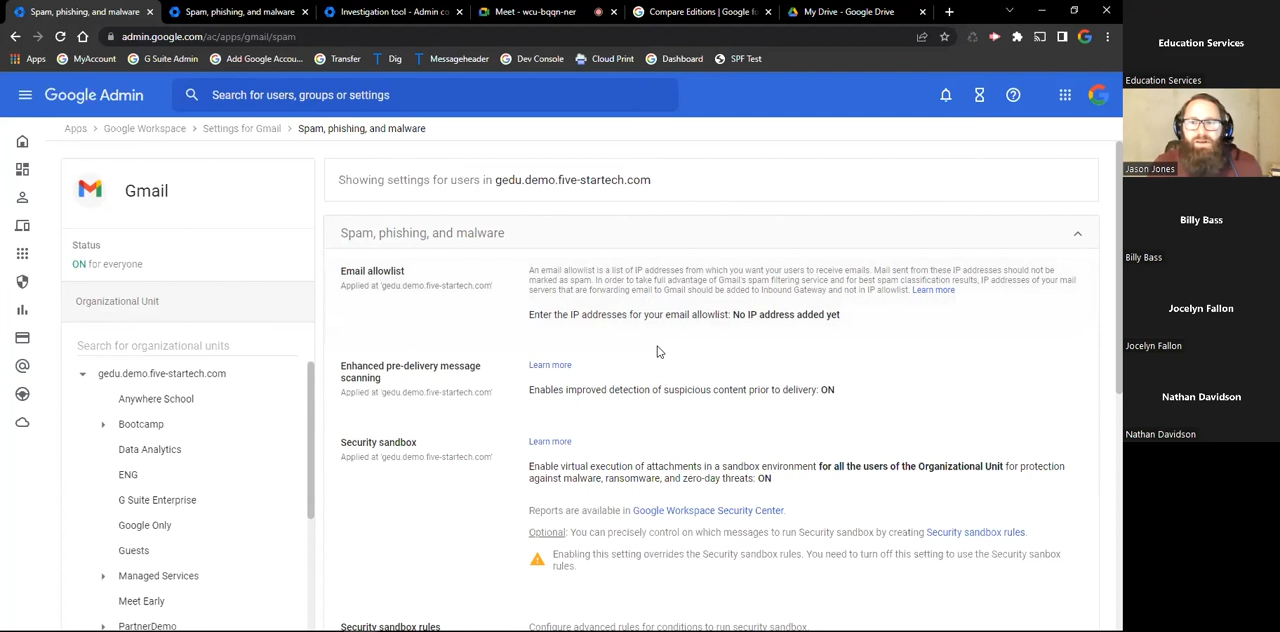 Spam, phishing, and malware
Spam, phishing, and malware
Investigation tool - Admin co
Meet - wcu-bqqn-ner
Compare Editions | Google fo
My Drive - Google Drive
admin.google.com/ac/apps/gmail/spam
Apps
MyAccount
G Suite Admin
Add Google Accou...
Transfer
Dig
Messageheader
Dev Console
Cloud Print
Dashboard
SPF Test
Google Admin
Search for users, groups or settings
Apps > Google Workspace > Settings for Gmail > Spam, phishing, and malware
Gmail
Status
ON for everyone
Organizational Unit
Search for organizational units
gedu.demo.five-startech.com
Anywhere School
Bootcamp
Data Analytics
ENG
G Suite Enterprise
Google Only
Guests
Managed Services
Meet Early
PartnerDemo
Showing settings for users in gedu.demo.five-startech.com
Spam, phishing, and malware
Email allowlist
Applied at 'gedu.demo.five-startech.com'
An email allowlist is a list of IP addresses from which you want your users to receive emails. Mail sent from these IP addresses should not be
marked as spam. In order to take full advantage of Gmail's spam filtering service and for best spam classification results, IP addresses of your mail
servers that are forwarding email to Gmail should be added to Inbound Gateway and not in IP allowlist. Learn more
Enter the IP addresses for your email allowlist: No IP address added yet
Enhanced pre-delivery message
scanning
Applied at 'gedu.demo.five-startech.com'
Learn more
Enables improved detection of suspicious content prior to delivery: ON
Security sandbox
Applied at 'gedu.demo.five-startech.com'
Learn more
Enable virtual execution of attachments in a sandbox environment for all the users of the Organizational Unit for protection
against malware, ransomware, and zero-day threats: ON
Reports are available in Google Workspace Security Center.
Optional: You can precisely control on which messages to run Security sandbox by creating Security sandbox rules.
Enabling this setting overrides the Security sandbox rules. You need to turn off this setting to use the Security sanbox
rules.
Security sandbox rules
Configure advanced rules for conditions to run security sandbox.
Education Services
Education Services
Jason Jones
Billy Bass
Billy Bass
Jocelyn Fallon
Jocelyn Fallon
Nathan Davidson
Nathan Davidson